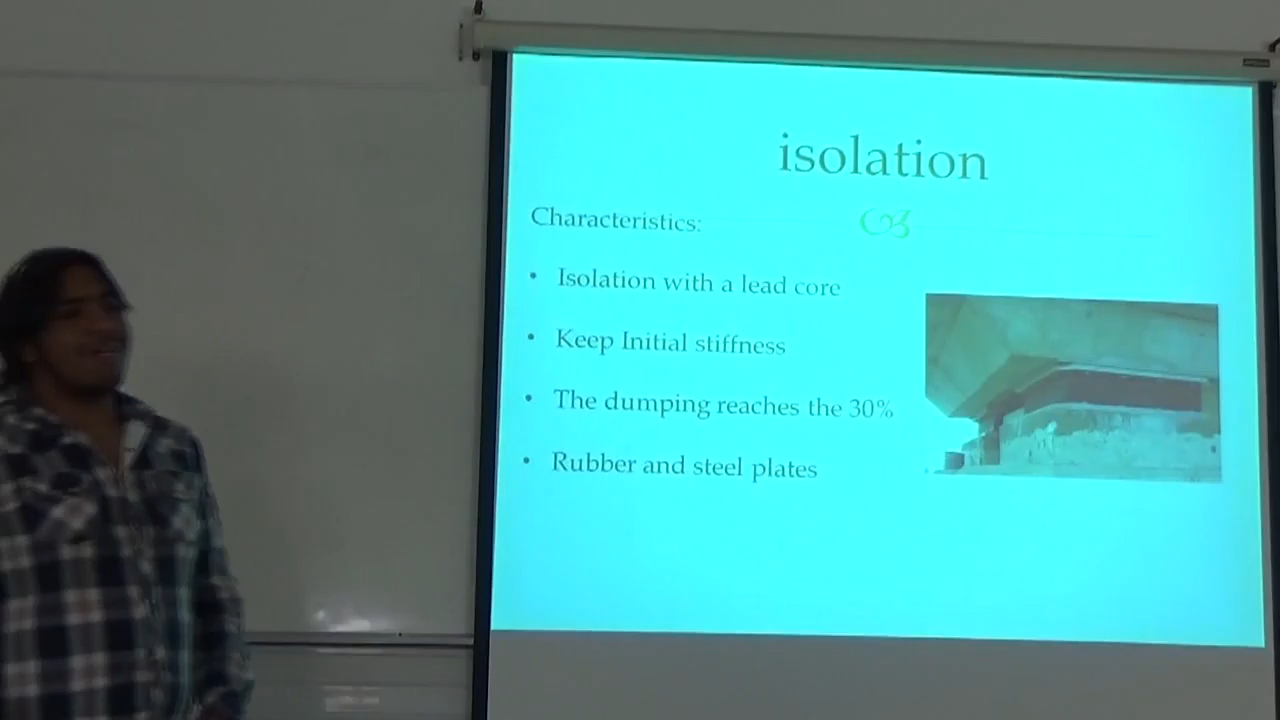 isolation
Characteristics:
• Isolation with a lead core
• Keep Initial stiffness
• The dumping reaches the 30%
• Rubber and steel plates